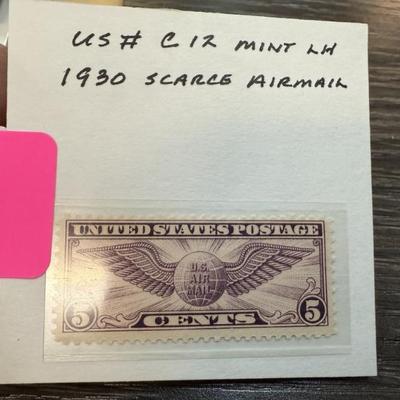 US# C12 MINT LH
1930 SCARCE AIRMAIL
UNITED STATES POSTAGE
U.S.
AIR
MAIL
5 CENTS 5